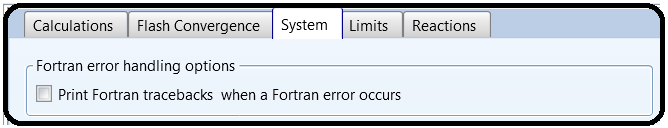 Calculations Flash Convergence System Limits Reactions
Fortran error handling options
Print Fortran tracebacks when a Fortran error occurs